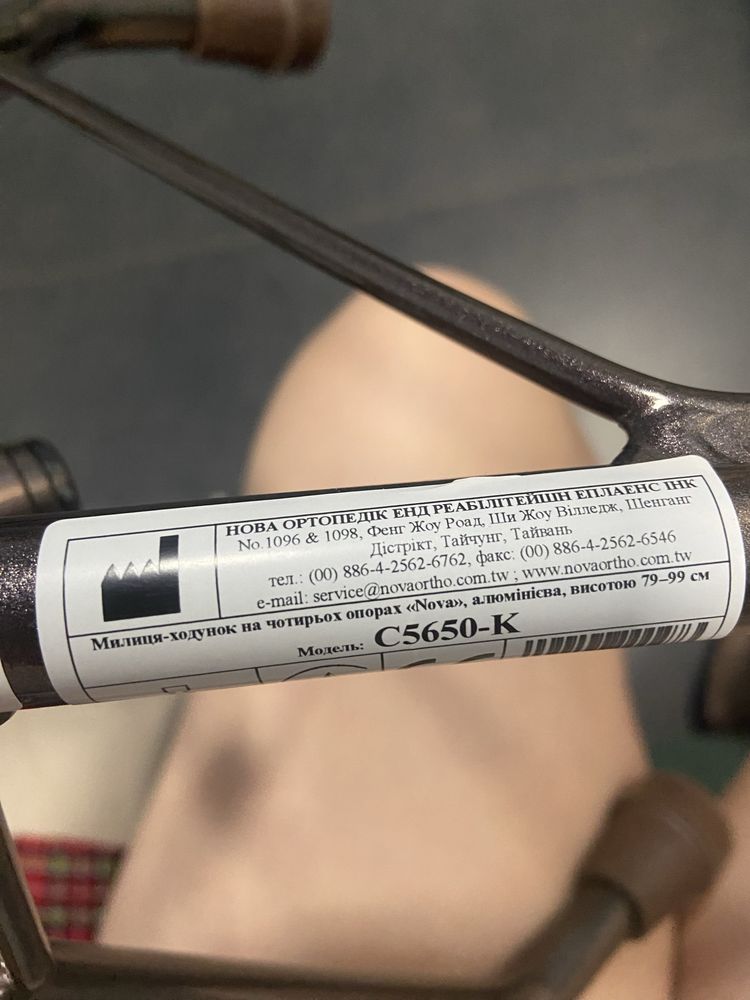 НОВА ОРТОПЕДІК ЕНД РЕАБІЛІТЕЙШН ЕПЛАЕНС ІНК
No.1096 & 1098, Фенг Жоу Роад, Ши Жоу Вілледж, Шенганг
Дістрікт, Тайчунг, Тайвань
тел.: (00) 886-4-2562-6762, факс: (00) 886-4-2562-6546
e-mail: service@novaortho.com.tw ; www.novaortho.com.tw
Милиця-ходунок на чотирьох опорах «Nova», алюмінієва, висотою 79–99 см
Модель: C5650-K